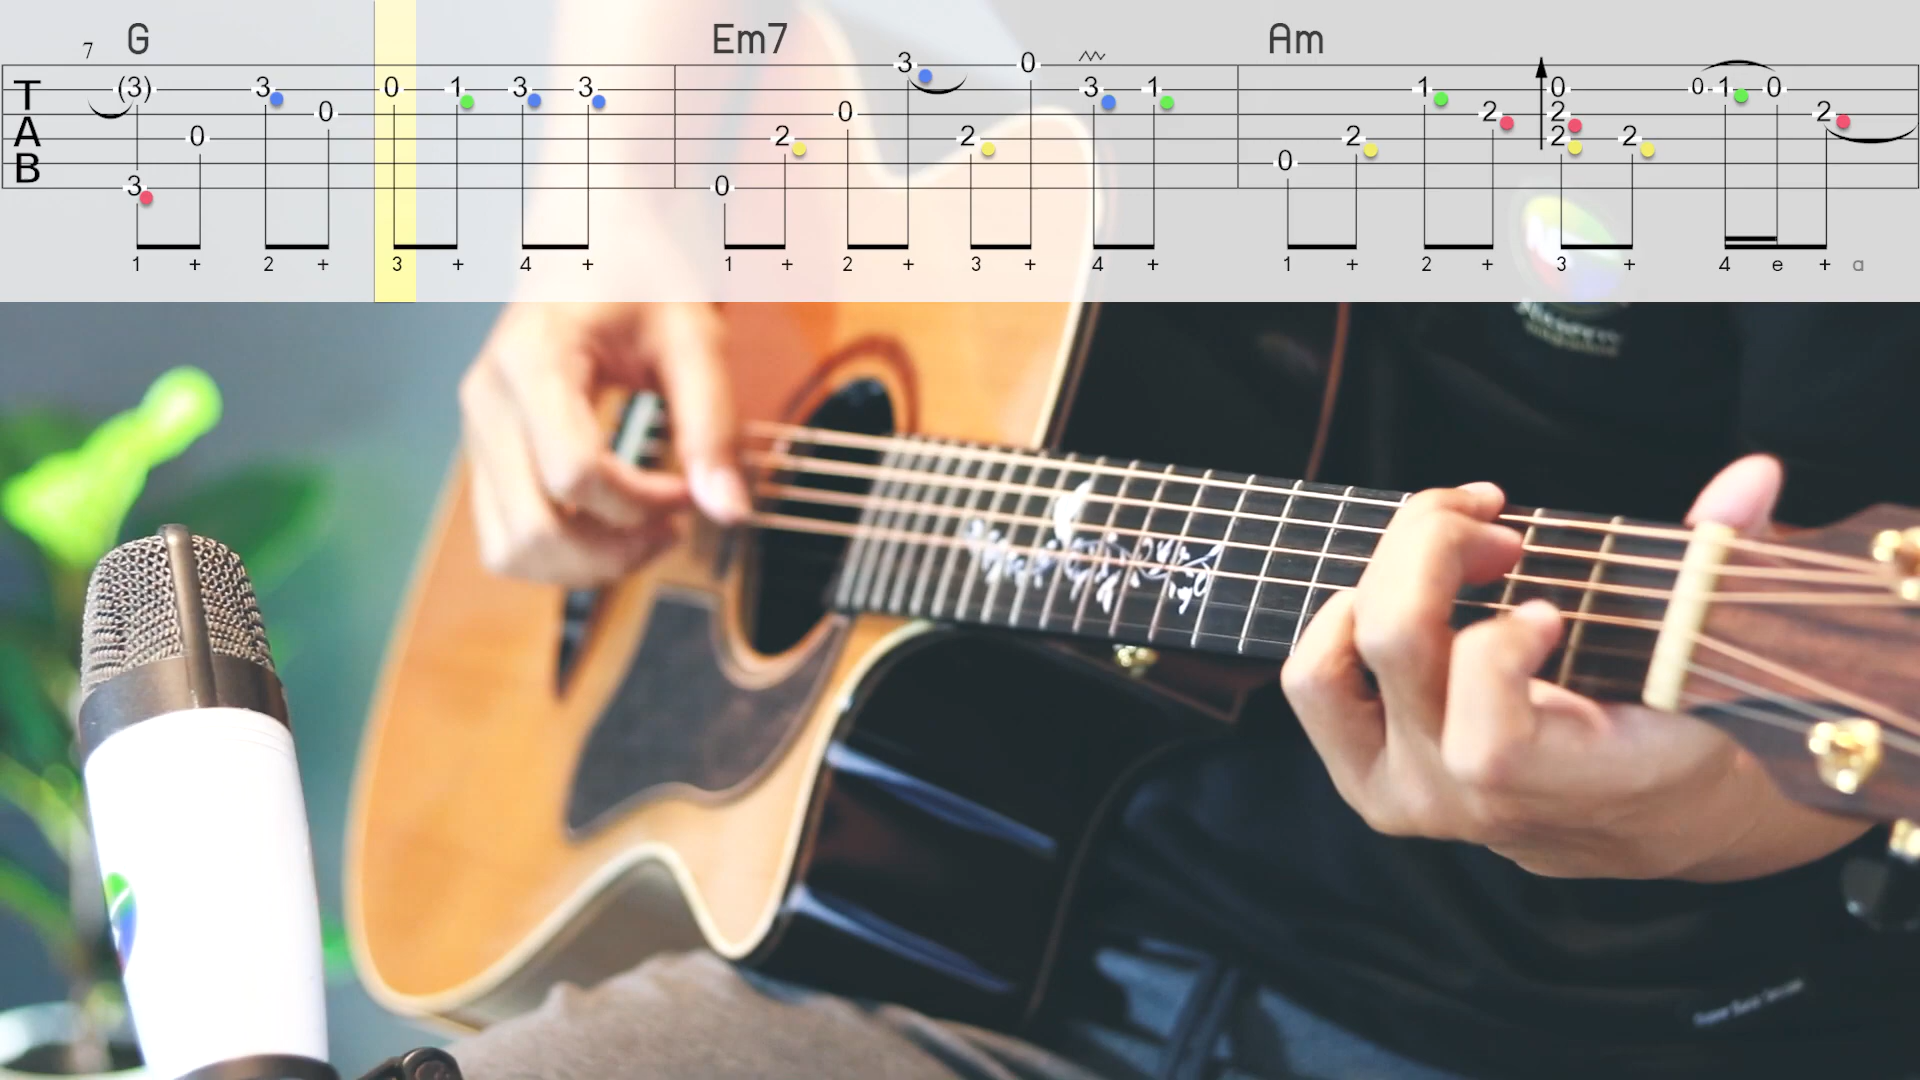 7 G Em7 Am
3 0
T (3) 3 0 1 3 3 3 1 1 0 0 1 0
0 0 2 2 2
A 0 2 2 2 2 2
B 0
3 0
1 + 2 + 3 + 4 + 1 + 2 + 3 + 4 + 1 + 2 + 3 + 4 e + a